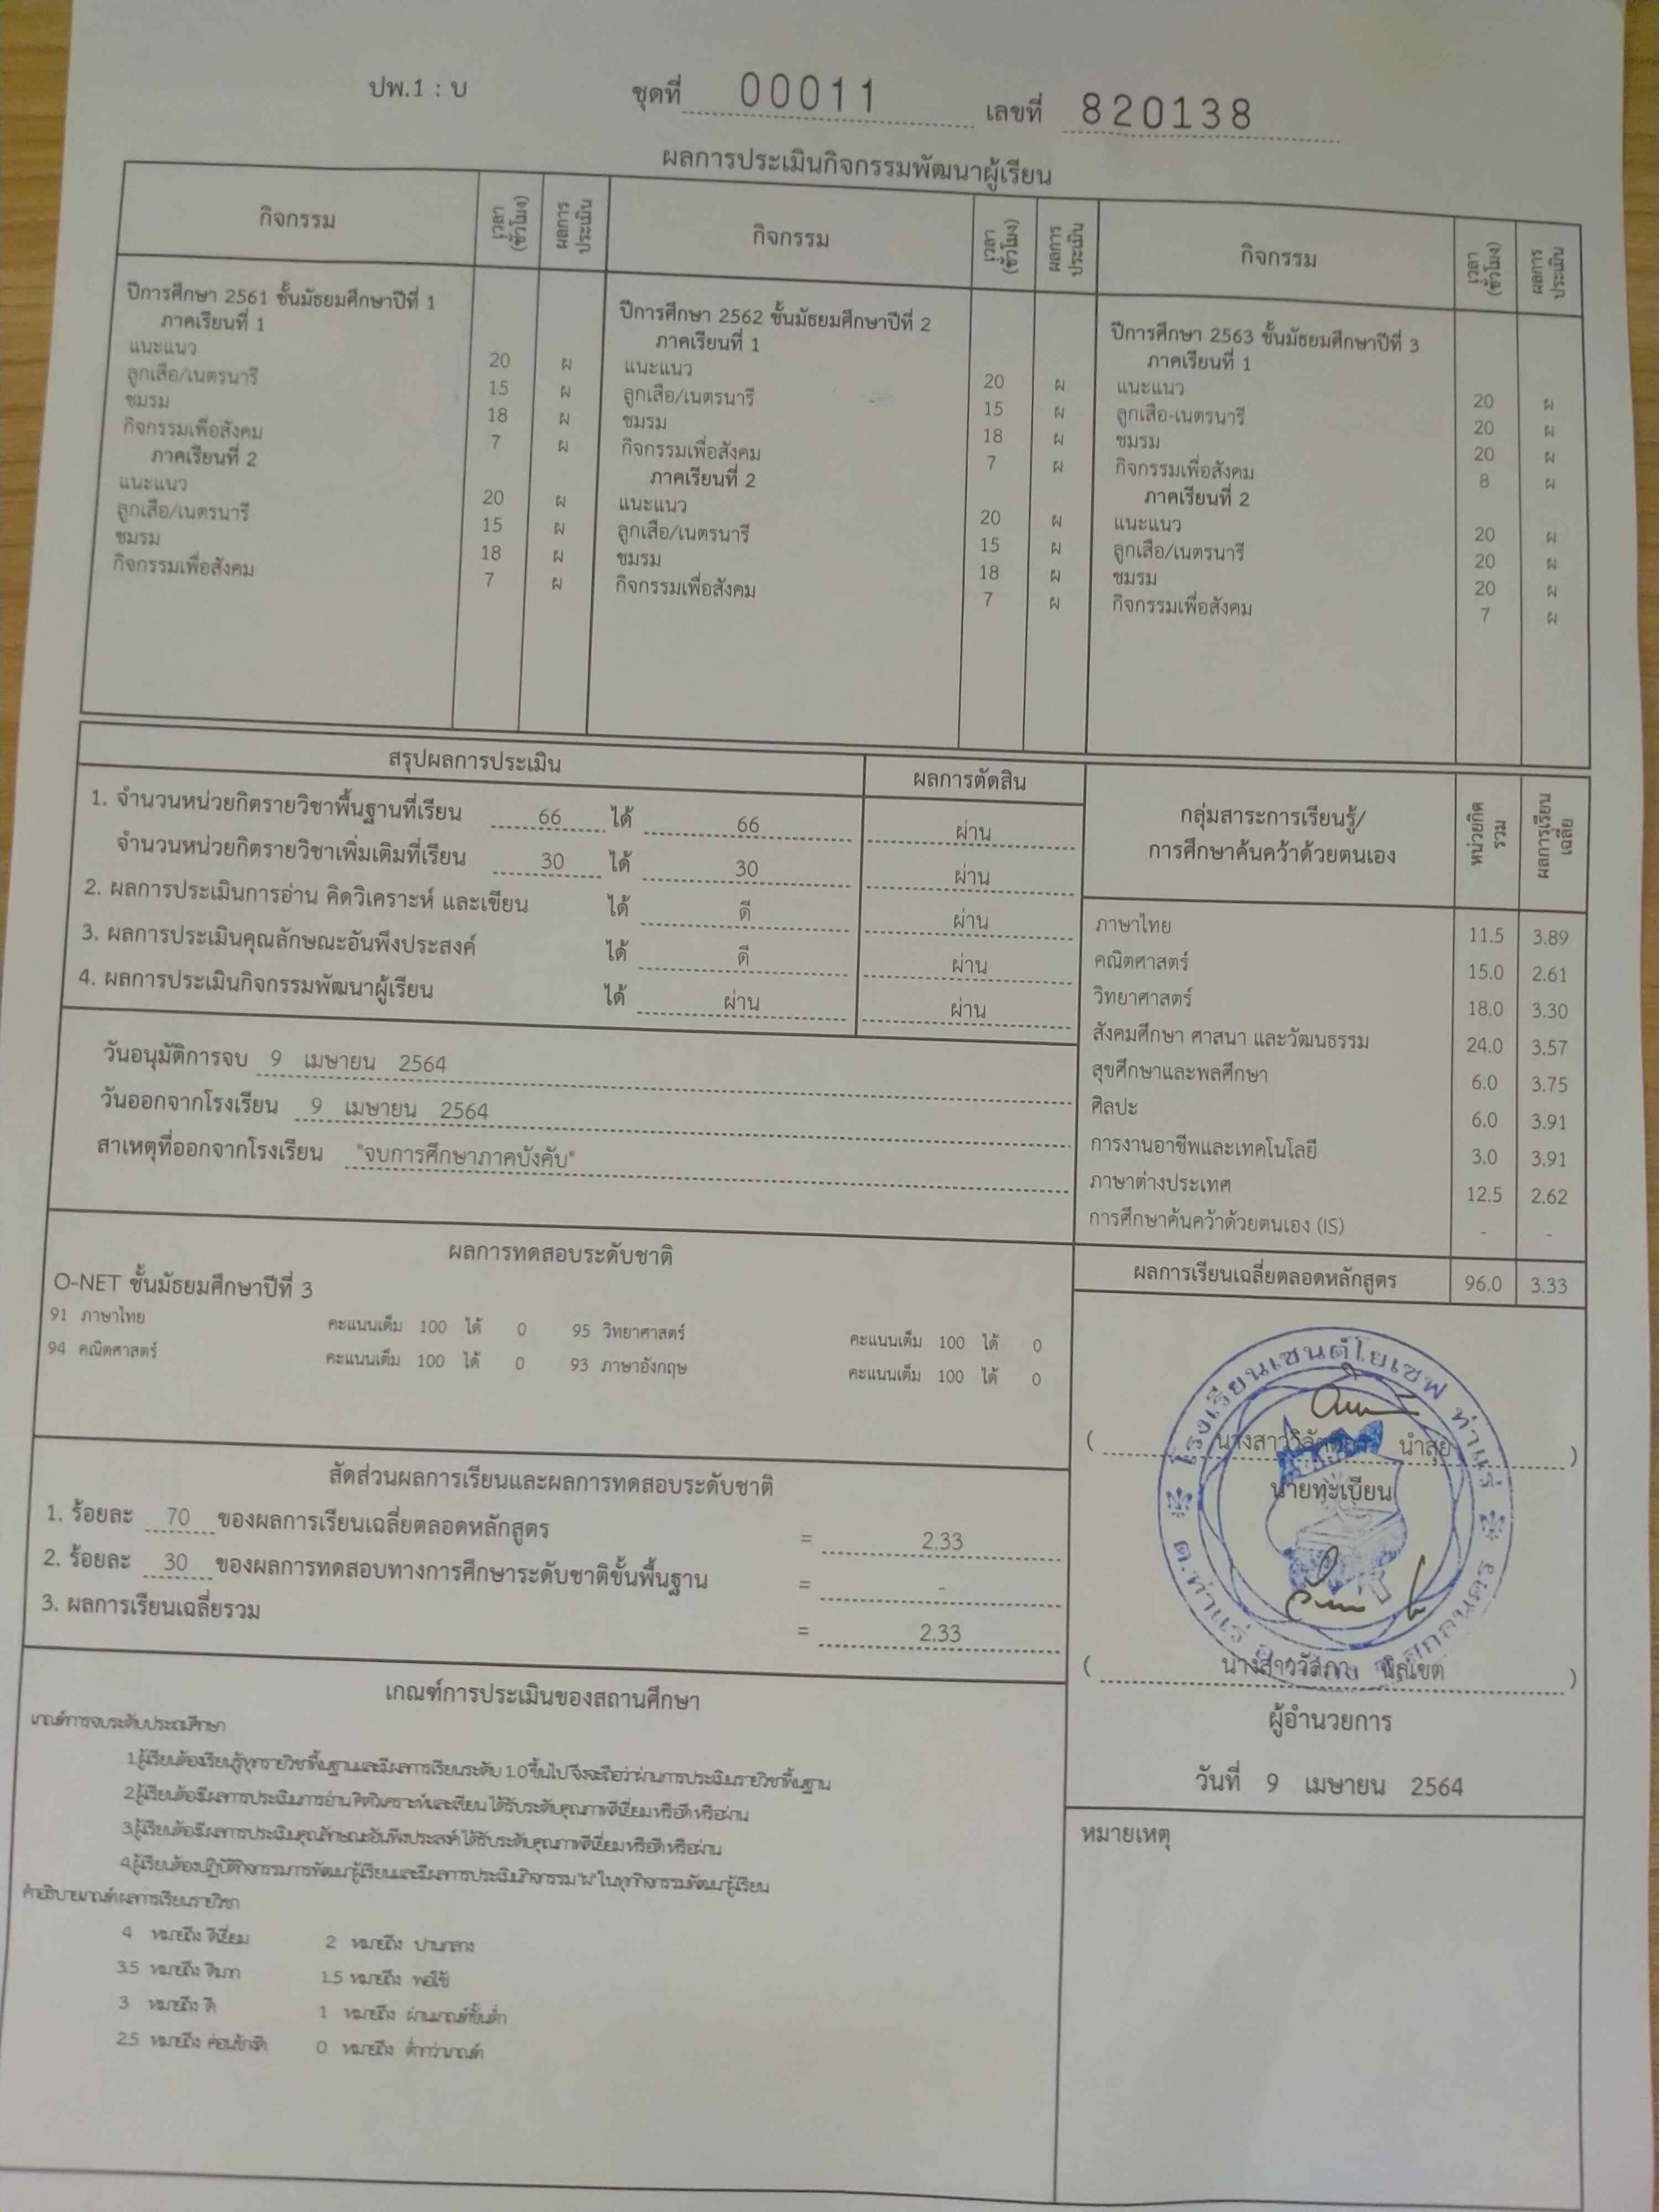 ปพ.1 : บ ชุดที่ 00011 เลขที่ 820138
ผลการประเมินกิจกรรมพัฒนาผู้เรียน
กิจกรรม เวลา (ชั่วโมง) ผลการประเมิน กิจกรรม เวลา (ชั่วโมง) ผลการประเมิน กิจกรรม เวลา (ชั่วโมง) ผลการประเมิน
ปีการศึกษา 2561 ชั้นมัธยมศึกษาปีที่ 1
ภาคเรียนที่ 1
แนะแนว 20 ผ
ลูกเสือ/เนตรนารี 15 ผ
ชมรม 18 ผ
กิจกรรมเพื่อสังคม 7 ผ
ภาคเรียนที่ 2
แนะแนว 20 ผ
ลูกเสือ/เนตรนารี 15 ผ
ชมรม 18 ผ
กิจกรรมเพื่อสังคม 7 ผ
ปีการศึกษา 2562 ชั้นมัธยมศึกษาปีที่ 2
ภาคเรียนที่ 1
แนะแนว 20 ผ
ลูกเสือ/เนตรนารี 15 ผ
ชมรม 18 ผ
กิจกรรมเพื่อสังคม 7 ผ
ภาคเรียนที่ 2
แนะแนว 20 ผ
ลูกเสือ/เนตรนารี 15 ผ
ชมรม 18 ผ
กิจกรรมเพื่อสังคม 7 ผ
ปีการศึกษา 2563 ชั้นมัธยมศึกษาปีที่ 3
ภาคเรียนที่ 1
แนะแนว 20 ผ
ลูกเสือ-เนตรนารี 20 ผ
ชมรม 20 ผ
กิจกรรมเพื่อสังคม 8 ผ
ภาคเรียนที่ 2
แนะแนว 20 ผ
ลูกเสือ/เนตรนารี 20 ผ
ชมรม 20 ผ
กิจกรรมเพื่อสังคม 7 ผ
สรุปผลการประเมิน ผลการตัดสิน
1. จำนวนหน่วยกิตรายวิชาพื้นฐานที่เรียน 66 ได้ 66 ผ่าน
จำนวนหน่วยกิตรายวิชาเพิ่มเติมที่เรียน 30 ได้ 30 ผ่าน
2. ผลการประเมินการอ่าน คิดวิเคราะห์ และเขียน ได้ ดี ผ่าน
3. ผลการประเมินคุณลักษณะอันพึงประสงค์ ได้ ดี ผ่าน
4. ผลการประเมินกิจกรรมพัฒนาผู้เรียน ได้ ผ่าน ผ่าน
วันอนุมัติการจบ 9 เมษายน 2564
วันออกจากโรงเรียน 9 เมษายน 2564
สาเหตุที่ออกจากโรงเรียน "จบการศึกษาภาคบังคับ"
กลุ่มสาระการเรียนรู้/ หน่วยกิตรวม ผลการเรียนเฉลี่ย
การศึกษาค้นคว้าด้วยตนเอง
ภาษาไทย 11.5 3.89
คณิตศาสตร์ 15.0 2.61
วิทยาศาสตร์ 18.0 3.30
สังคมศึกษา ศาสนา และวัฒนธรรม 24.0 3.57
สุขศึกษาและพลศึกษา 6.0 3.75
ศิลปะ 6.0 3.91
การงานอาชีพและเทคโนโลยี 3.0 3.91
ภาษาต่างประเทศ 12.5 2.62
การศึกษาค้นคว้าด้วยตนเอง (IS) - -
ผลการเรียนเฉลี่ยตลอดหลักสูตร 96.0 3.33
ผลการทดสอบระดับชาติ
O-NET ชั้นมัธยมศึกษาปีที่ 3
91 ภาษาไทย คะแนนเต็ม 100 ได้ 0 95 วิทยาศาสตร์ คะแนนเต็ม 100 ได้ 0
94 คณิตศาสตร์ คะแนนเต็ม 100 ได้ 0 93 ภาษาอังกฤษ คะแนนเต็ม 100 ได้ 0
สัดส่วนผลการเรียนและผลการทดสอบระดับชาติ
1. ร้อยละ 70 ของผลการเรียนเฉลี่ยตลอดหลักสูตร = 2.33
2. ร้อยละ 30 ของผลการทดสอบทางการศึกษาระดับชาติขั้นพื้นฐาน = -
3. ผลการเรียนเฉลี่ยรวม = 2.33
เกณฑ์การประเมินของสถานศึกษา
เกณฑ์การจบระดับประถมศึกษา
1.ผู้เรียนต้องเรียนรู้ทุกรายวิชาพื้นฐานและมีผลการเรียนระดับ 1.0 ขึ้นไป จึงจะถือว่าผ่านการประเมินรายวิชาพื้นฐาน
2.ผู้เรียนต้องมีผลการประเมินการอ่าน คิดวิเคราะห์และเขียน ได้รับระดับคุณภาพดีเยี่ยม หรือดี หรือผ่าน
3.ผู้เรียนต้องมีผลการประเมินคุณลักษณะอันพึงประสงค์ ได้รับระดับคุณภาพดีเยี่ยม หรือดี หรือผ่าน
4.ผู้เรียนต้องปฏิบัติกิจกรรมการพัฒนาผู้เรียนและมีผลการประเมินกิจกรรม "ผ" ในทุกกิจกรรมพัฒนาผู้เรียน
คำอธิบายเกณฑ์ผลการเรียนรายวิชา
4 หมายถึง ดีเยี่ยม 2 หมายถึง ปานกลาง
3.5 หมายถึง ดีมาก 1.5 หมายถึง พอใช้
3 หมายถึง ดี 1 หมายถึง ผ่านเกณฑ์ขั้นต่ำ
2.5 หมายถึง ค่อนข้างดี 0 หมายถึง ต่ำกว่าเกณฑ์
โรงเรียนเซนต์โยเซฟ ท่าแร่
ต.ท่าแร่ สกลนคร
( นางสาว นำสุย )
นายทะเบียน
( นางสาววัลภา )
ผู้อำนวยการ
วันที่ 9 เมษายน 2564
หมายเหตุ